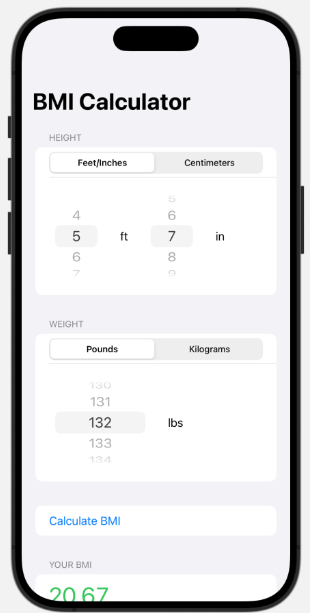 BMI Calculator
HEIGHT
Feet/Inches Centimeters
5
4 6
5 ft 7 in
6 8
7 9
WEIGHT
Pounds Kilograms
130
131
132 lbs
133
134
Calculate BMI
YOUR BMI
20.67